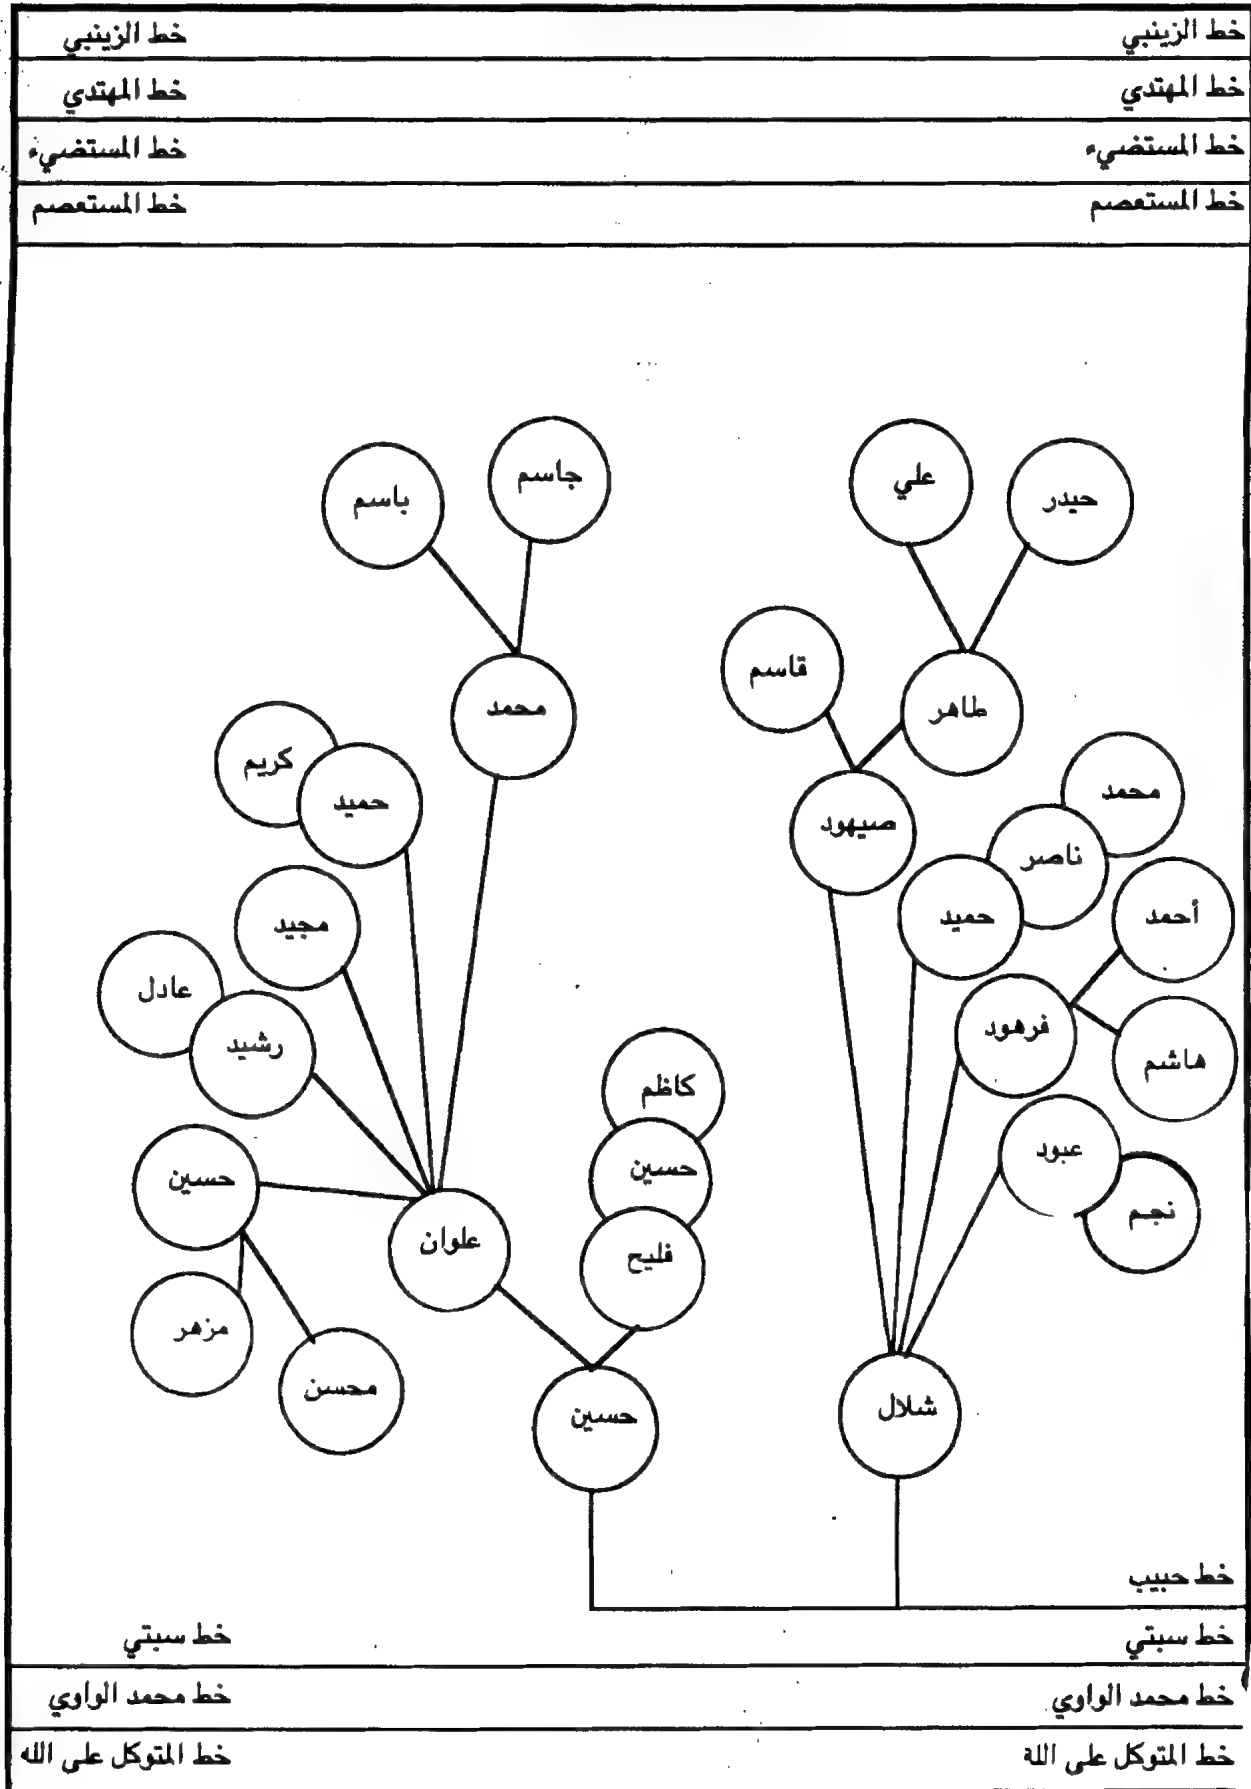 خط الزينبي خط الزينبي
خط المهتدي خط المهتدي
خط المستضيء خط المستضيء
خط المستعصم خط المستعصم
حيدر
علي
جاسم
باسم
طاهر
قاسم
محمد
محمد
ناصر
حميد
صيهود
حميد
كريم
أحمد
هاشم
فرهود
مجيد
عادل
رشيد
عبود
نجم
كاظم
حسين
فليح
علوان
حسين
مزهر
محسن
شلال
حسين
خط حبيب
خط سبتي خط سبتي
خط محمد الواوي خط محمد الواوي
خط المتوكل على اللة خط المتوكل على الله